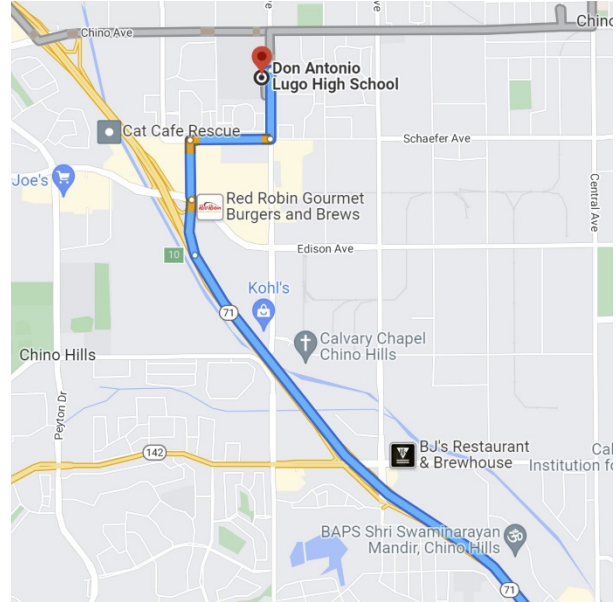 Chino Ave
Chino
Don Antonio
Lugo High School
Cat Cafe Rescue
Schaefer Ave
Joe's
Red Robin Gourmet
Burgers and Brews
Central Ave
Edison Ave
10
Kohl's
71
Calvary Chapel
Chino Hills
Chino Hills
Peyton Dr
142
BJ's Restaurant
& Brewhouse
Cal
Institution fo
BAPS Shri Swaminarayan
Mandir, Chino Hills
71